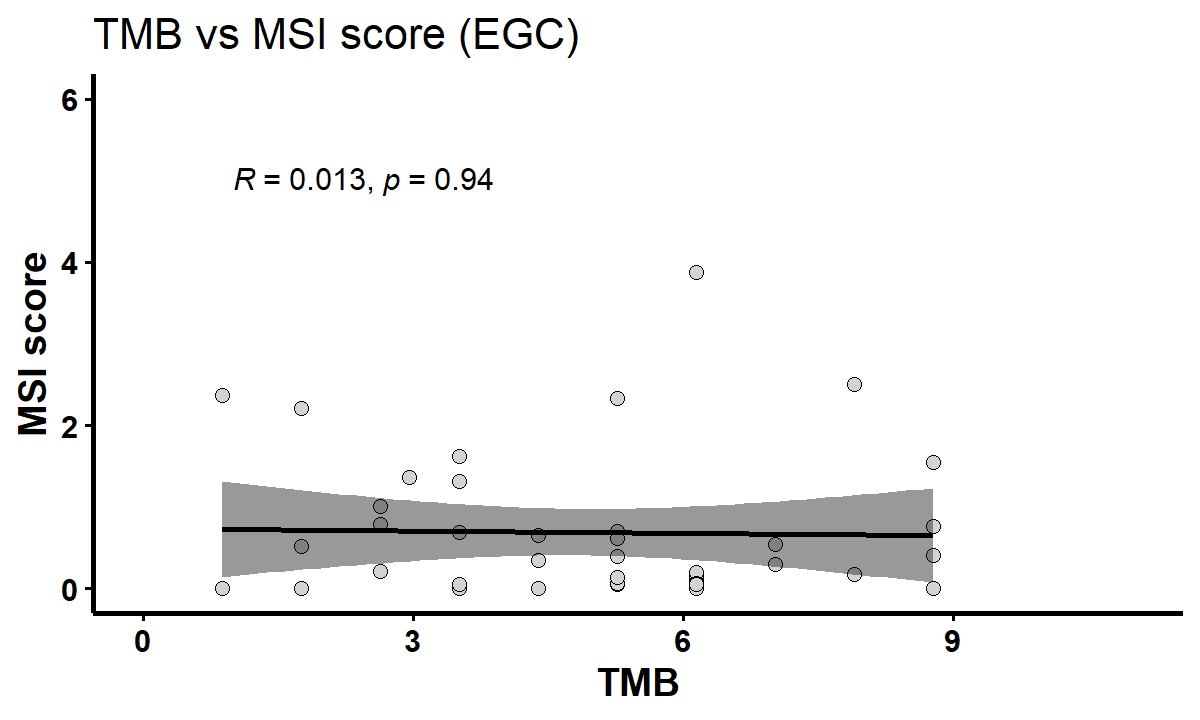 TMB vs MSI score (EGC)
6
R = 0.013, p = 0.94
4
MSI score
2
0
0 3 6 9
TMB